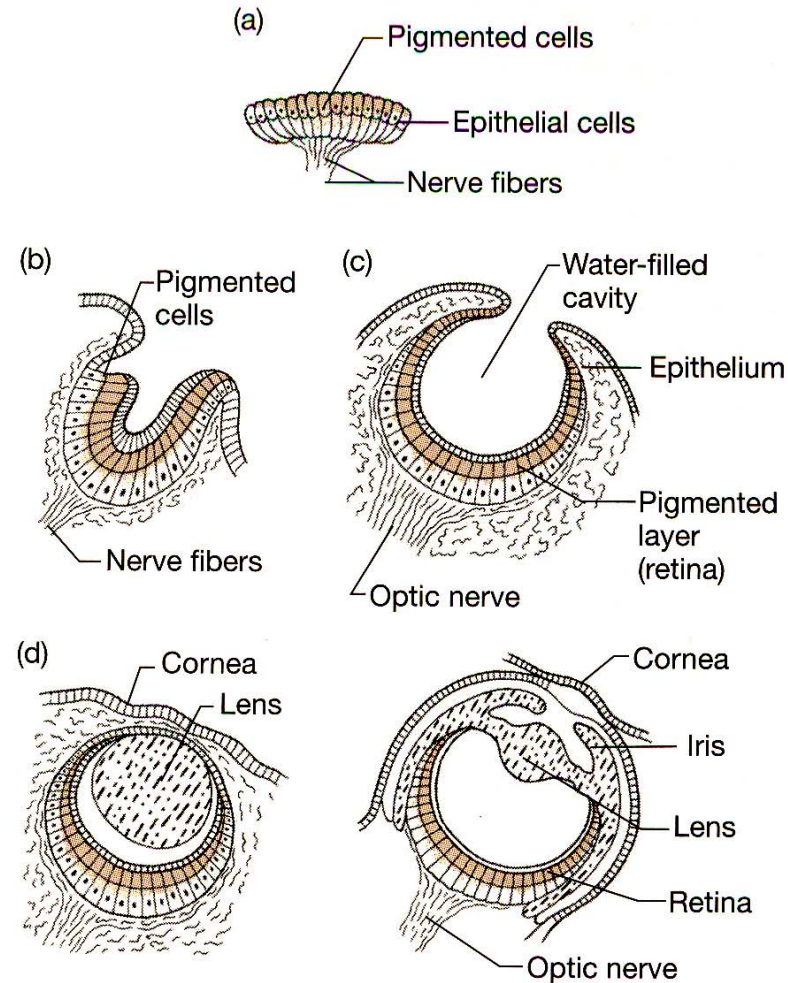 (a)
Pigmented cells
Epithelial cells
Nerve fibers
(b)
Pigmented
cells
Nerve fibers
(c)
Water-filled
cavity
Epithelium
Pigmented
layer
(retina)
Optic nerve
(d)
Cornea
Lens
Cornea
Iris
Lens
Retina
Optic nerve